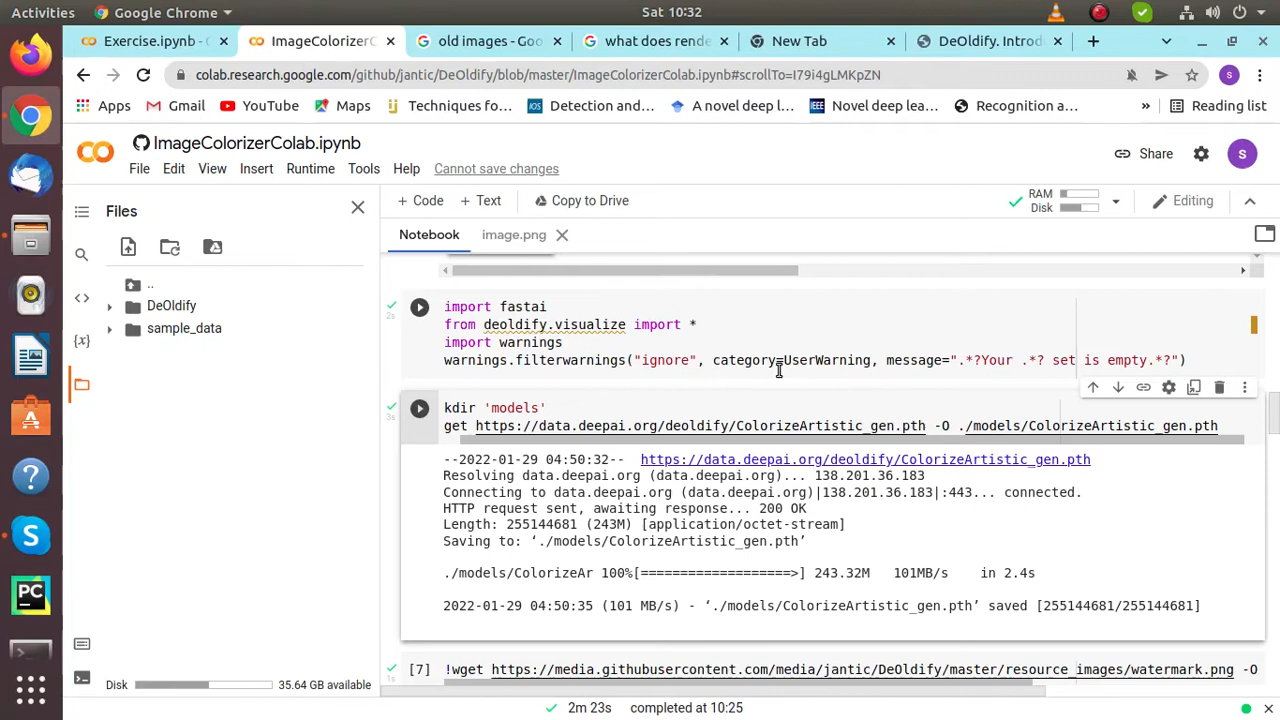 Activities Google Chrome Sat 10:32
Exercise.ipynb - C ImageColorizerC old images - Goo what does rende New Tab DeOldify. Introd
colab.research.google.com/github/jantic/DeOldify/blob/master/ImageColorizerColab.ipynb#scrollTo=I79i4gLMKpZN S
Apps Gmail YouTube Maps Techniques fo... Detection and... A novel deep l... Novel deep lea... Recognition a... » Reading list
ImageColorizerColab.ipynb
File Edit View Insert Runtime Tools Help Cannot save changes
Share S
Files
+ Code + Text Copy to Drive
RAM
Disk
Editing
Notebook image.png
..
DeOldify
sample_data
2s
import fastai
from deoldify.visualize import *
import warnings
warnings.filterwarnings("ignore", category=UserWarning, message=".*?Your .*? set is empty.*?")
3s
kdir 'models'
get https://data.deepai.org/deoldify/ColorizeArtistic_gen.pth -O ./models/ColorizeArtistic_gen.pth
--2022-01-29 04:50:32-- https://data.deepai.org/deoldify/ColorizeArtistic_gen.pth
Resolving data.deepai.org (data.deepai.org)... 138.201.36.183
Connecting to data.deepai.org (data.deepai.org)|138.201.36.183|:443... connected.
HTTP request sent, awaiting response... 200 OK
Length: 255144681 (243M) [application/octet-stream]
Saving to: ‘./models/ColorizeArtistic_gen.pth’
./models/ColorizeAr 100%[===================>] 243.32M 101MB/s in 2.4s
2022-01-29 04:50:35 (101 MB/s) - ‘./models/ColorizeArtistic_gen.pth’ saved [255144681/255144681]
1s
[7] !wget https://media.githubusercontent.com/media/jantic/DeOldify/master/resource_images/watermark.png -O
Disk 35.64 GB available
2m 23s completed at 10:25